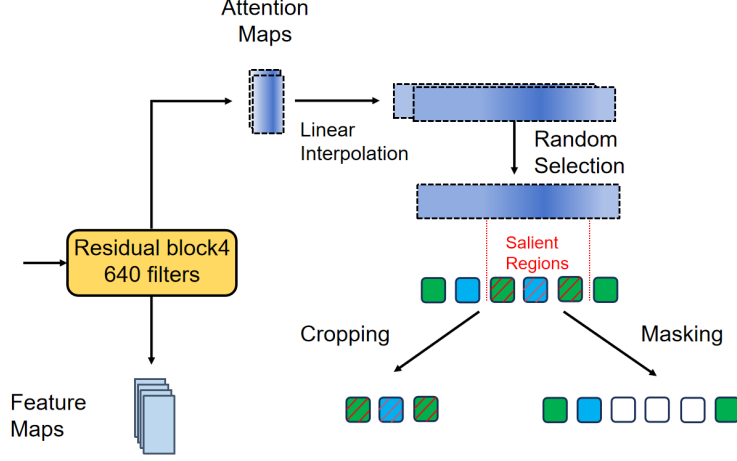 Attention
Maps
Linear
Interpolation
Random
Selection
Residual block4
640 filters
Salient
Regions
Cropping
Masking
Feature
Maps